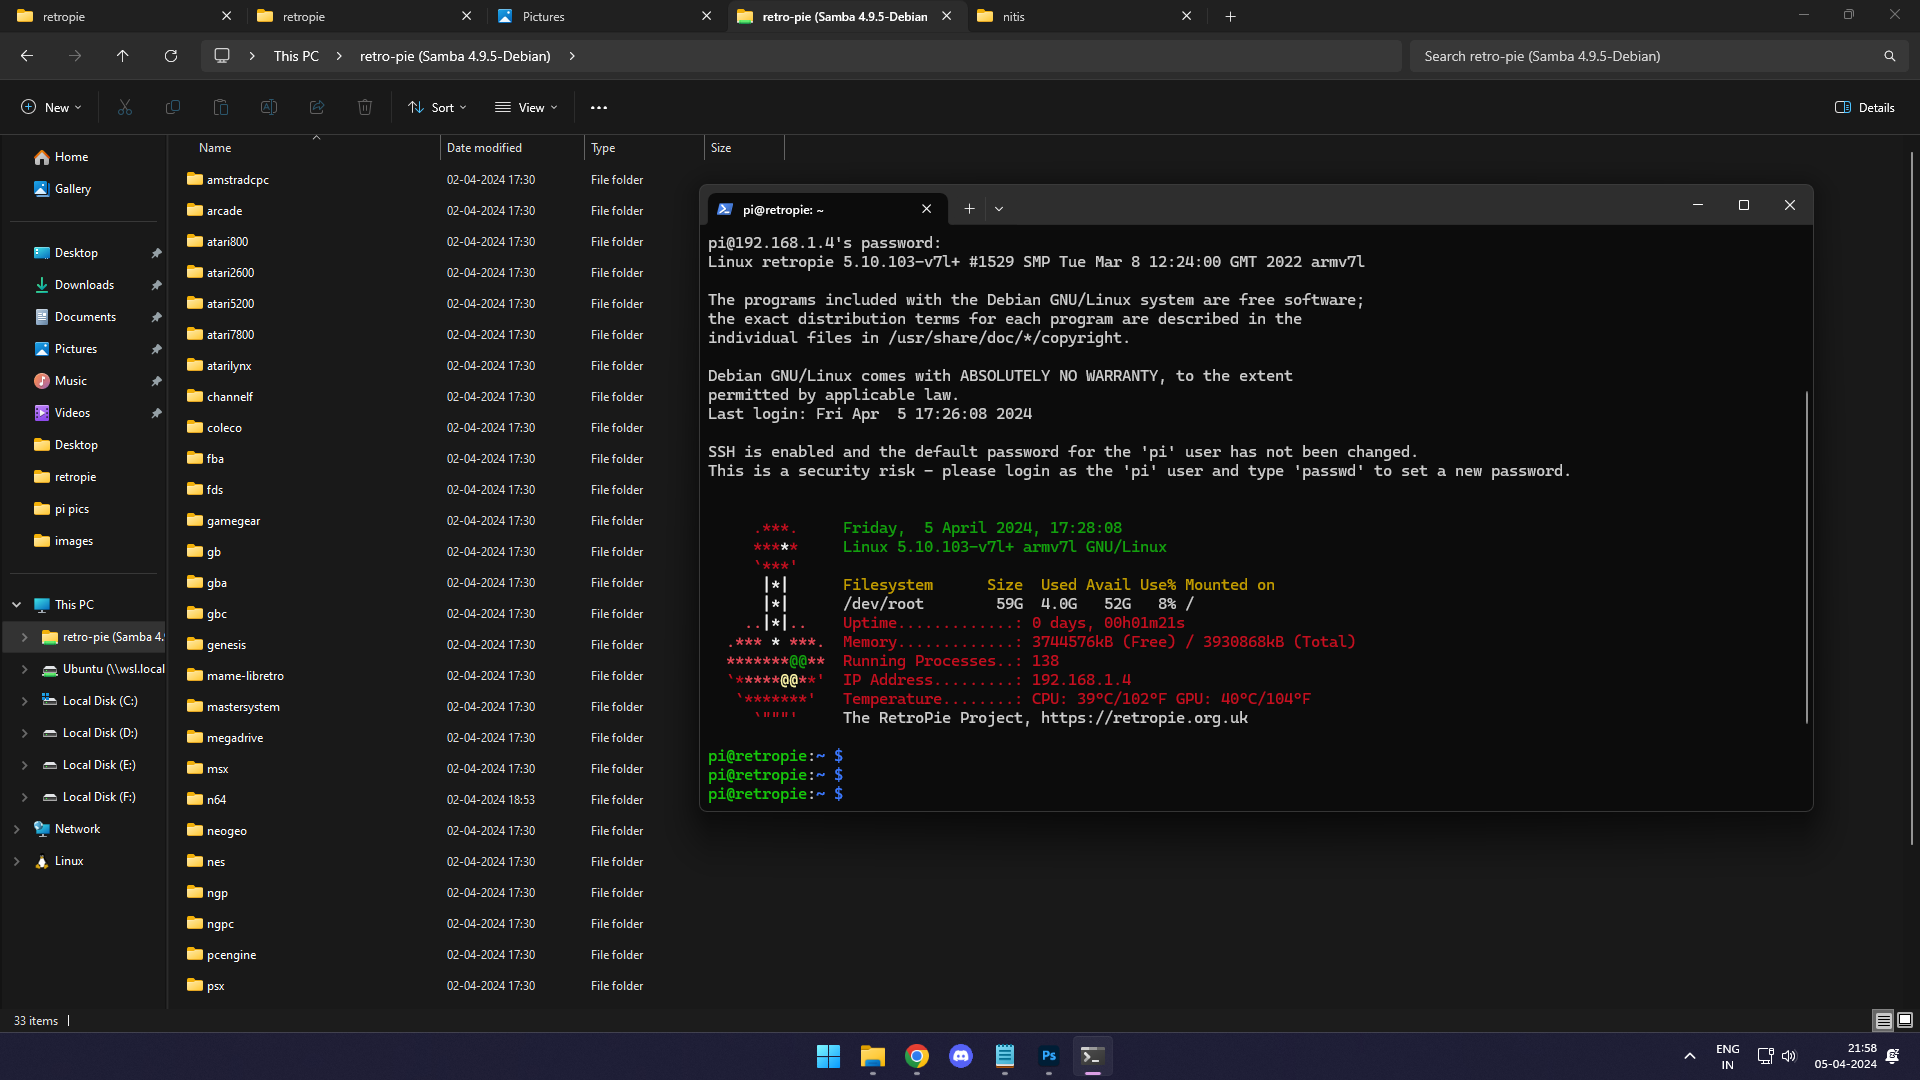 retropie
retropie
Pictures
retro-pie (Samba 4.9.5-Debian
nitis
This PC
retro-pie (Samba 4.9.5-Debian)
Search retro-pie (Samba 4.9.5-Debian)
New
Sort
View
Details
Home
Gallery
Desktop
Downloads
Documents
Pictures
Music
Videos
Desktop
retropie
pi pics
images
This PC
retro-pie (Samba 4.9
Ubuntu (\\wsl.local
Local Disk (C:)
Local Disk (D:)
Local Disk (E:)
Local Disk (F:)
Network
Linux
Name Date modified Type Size
amstradcpc 02-04-2024 17:30 File folder
arcade 02-04-2024 17:30 File folder
atari800 02-04-2024 17:30 File folder
atari2600 02-04-2024 17:30 File folder
atari5200 02-04-2024 17:30 File folder
atari7800 02-04-2024 17:30 File folder
atarilynx 02-04-2024 17:30 File folder
channelf 02-04-2024 17:30 File folder
coleco 02-04-2024 17:30 File folder
fba 02-04-2024 17:30 File folder
fds 02-04-2024 17:30 File folder
gamegear 02-04-2024 17:30 File folder
gb 02-04-2024 17:30 File folder
gba 02-04-2024 17:30 File folder
gbc 02-04-2024 17:30 File folder
genesis 02-04-2024 17:30 File folder
mame-libretro 02-04-2024 17:30 File folder
mastersystem 02-04-2024 17:30 File folder
megadrive 02-04-2024 17:30 File folder
msx 02-04-2024 17:30 File folder
n64 02-04-2024 18:53 File folder
neogeo 02-04-2024 17:30 File folder
nes 02-04-2024 17:30 File folder
ngp 02-04-2024 17:30 File folder
ngpc 02-04-2024 17:30 File folder
pcengine 02-04-2024 17:30 File folder
psx 02-04-2024 17:30 File folder
pi@retropie: ~
pi@192.168.1.4's password:
Linux retropie 5.10.103-v7l+ #1529 SMP Tue Mar 8 12:24:00 GMT 2022 armv7l
The programs included with the Debian GNU/Linux system are free software;
the exact distribution terms for each program are described in the
individual files in /usr/share/doc/*/copyright.
Debian GNU/Linux comes with ABSOLUTELY NO WARRANTY, to the extent
permitted by applicable law.
Last login: Fri Apr  5 17:26:08 2024
SSH is enabled and the default password for the 'pi' user has not been changed.
This is a security risk - please login as the 'pi' user and type 'passwd' to set a new password.
   .***.     Friday,  5 April 2024, 17:28:08
   *****     Linux 5.10.103-v7l+ armv7l GNU/Linux
   `***'
    |*|      Filesystem      Size  Used Avail Use% Mounted on
    |*|      /dev/root        59G  4.0G   52G   8% /
  ..|*|..    Uptime.............: 0 days, 00h01m21s
.*** * ***.  Memory.............: 3744576kB (Free) / 3930868kB (Total)
*******@@**  Running Processes..: 138
`*****@@**'  IP Address.........: 192.168.1.4
 `*******'   Temperature........: CPU: 39°C/102°F GPU: 40°C/104°F
   `"""'     The RetroPie Project, https://retropie.org.uk
pi@retropie:~ $
pi@retropie:~ $
pi@retropie:~ $
33 items
Ps
ENG
IN
21:58
05-04-2024